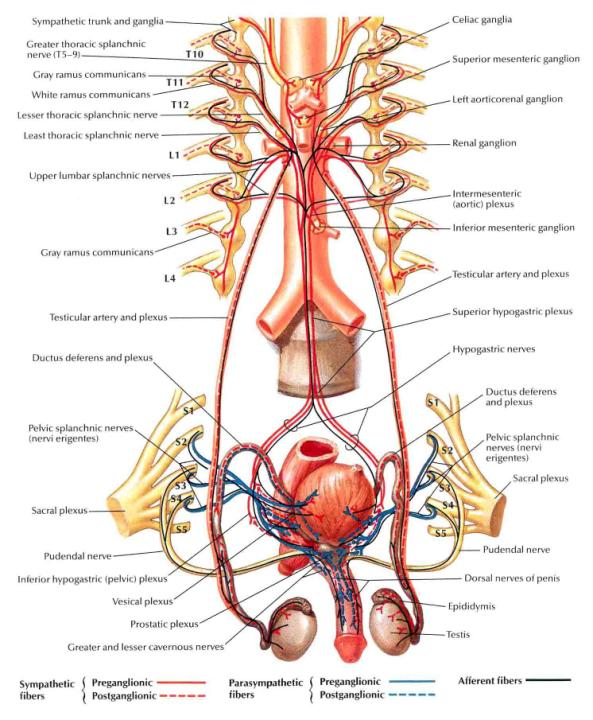 Sympathetic trunk and ganglia
Greater thoracic splanchnic
nerve (T5–9)
T10
Gray ramus communicans
T11
White ramus communicans
T12
Lesser thoracic splanchnic nerve
Least thoracic splanchnic nerve
L1
Upper lumbar splanchnic nerves
L2
L3
Gray ramus communicans
L4
Testicular artery and plexus
Ductus deferens and plexus
S1
Pelvic splanchnic nerves
(nervi erigentes)
S2
S3
S4
Sacral plexus
S5
Pudendal nerve
Inferior hypogastric (pelvic) plexus
Vesical plexus
Prostatic plexus
Greater and lesser cavernous nerves
Celiac ganglia
Superior mesenteric ganglion
Left aorticorenal ganglion
Renal ganglion
Intermesenteric
(aortic) plexus
Inferior mesenteric ganglion
Testicular artery and plexus
Superior hypogastric plexus
Hypogastric nerves
Ductus deferens
and plexus
S1
S2
Pelvic splanchnic
nerves (nervi
erigentes)
S3
Sacral plexus
S4
S5
Pudendal nerve
Dorsal nerves of penis
Epididymis
Testis
Sympathetic
fibers
Preganglionic
Postganglionic
Parasympathetic
fibers
Preganglionic
Postganglionic
Afferent fibers